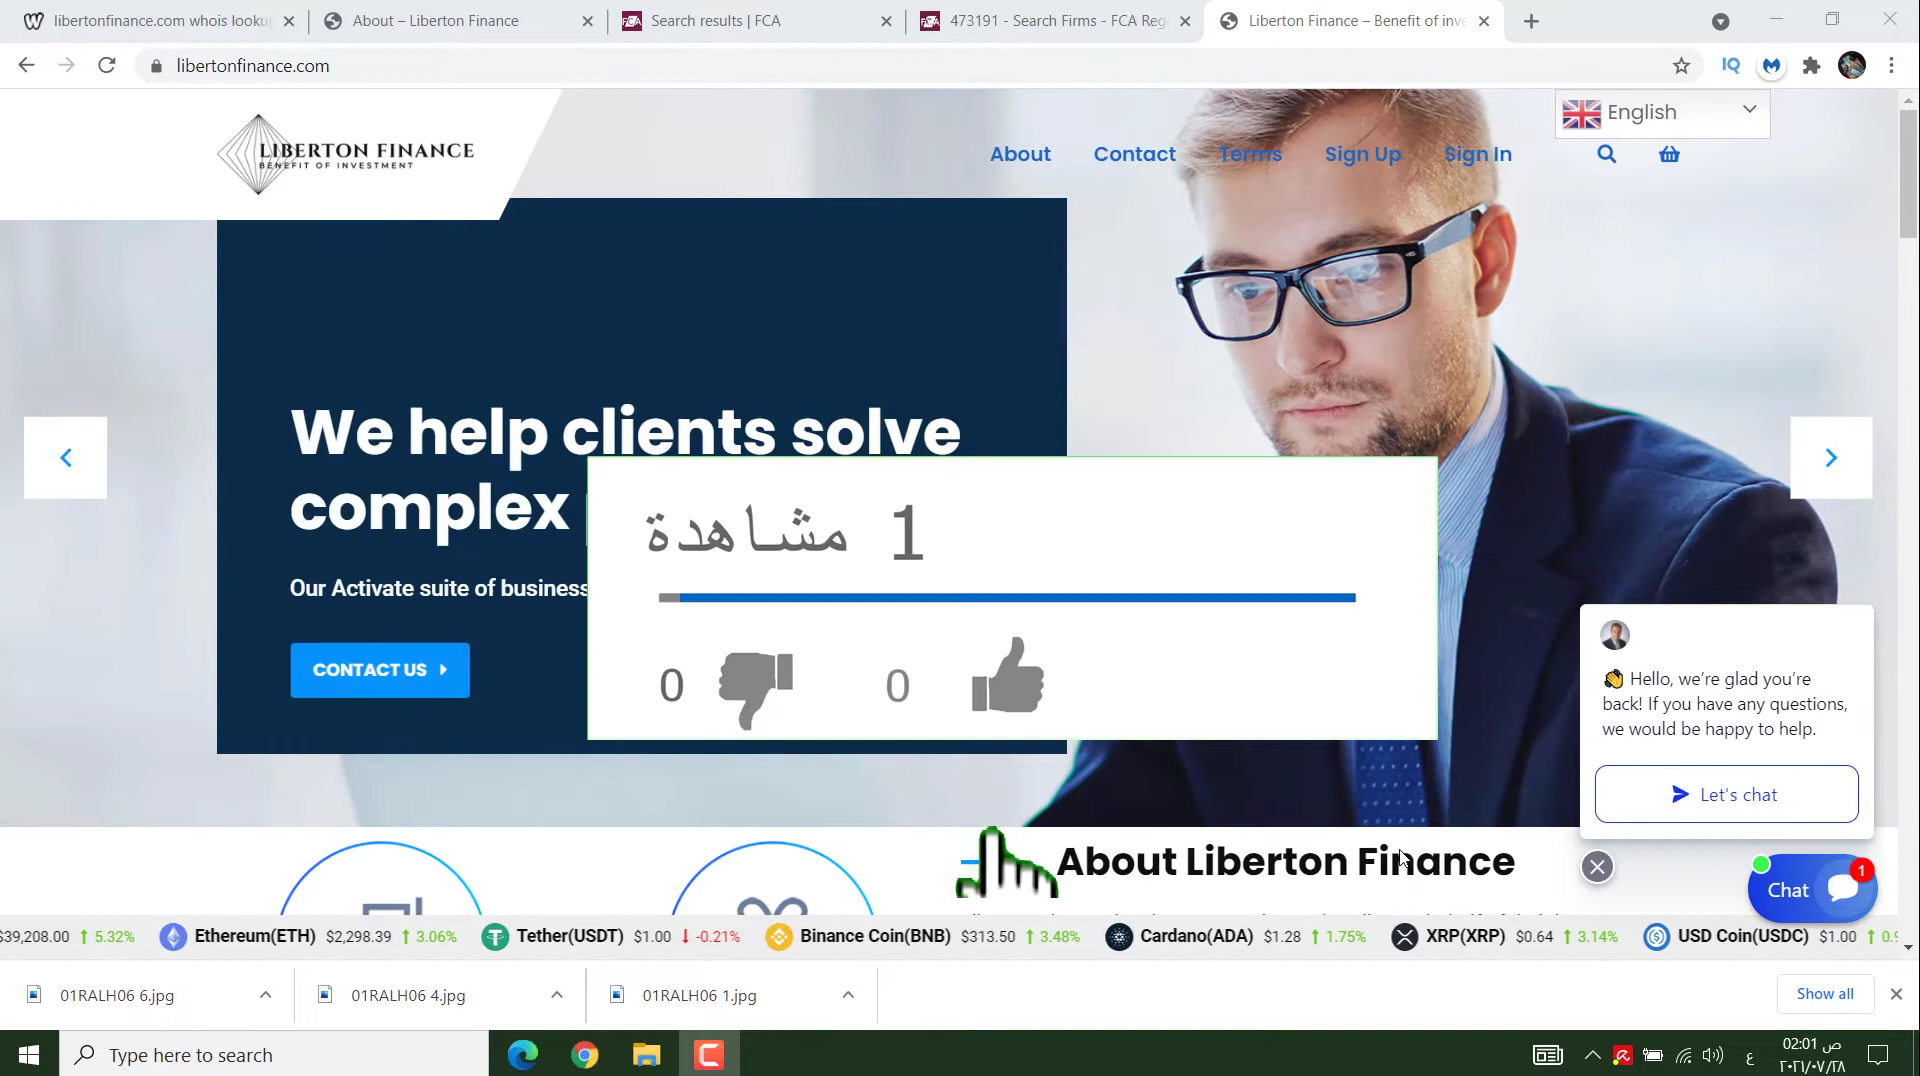 libertonfinance.com whois looku
About – Liberton Finance
Search results | FCA
473191 - Search Firms - FCA Reg
Liberton Finance – Benefit of inve
libertonfinance.com
IQ
English
LIBERTON FINANCE
BENEFIT OF INVESTMENT
About
Contact
Terms
Sign Up
Sign In
We help clients solve
complex
Our Activate suite of business
CONTACT US
1 مشاهدة
0
0
👋 Hello, we’re glad you’re
back! If you have any questions,
we would be happy to help.
Let's chat
About Liberton Finance
Chat
1
$39,208.00 ↑ 5.32% Ethereum(ETH) $2,298.39 ↑ 3.06% Tether(USDT) $1.00 ↓ -0.21% Binance Coin(BNB) $313.50 ↑ 3.48% Cardano(ADA) $1.28 ↑ 1.75% XRP(XRP) $0.64 ↑ 3.14% USD Coin(USDC) $1.00 ↑
01RALH06 6.jpg
01RALH06 4.jpg
01RALH06 1.jpg
Show all
Type here to search
ع
02:01 ص
٢٠٢١/٠٧/٢٨